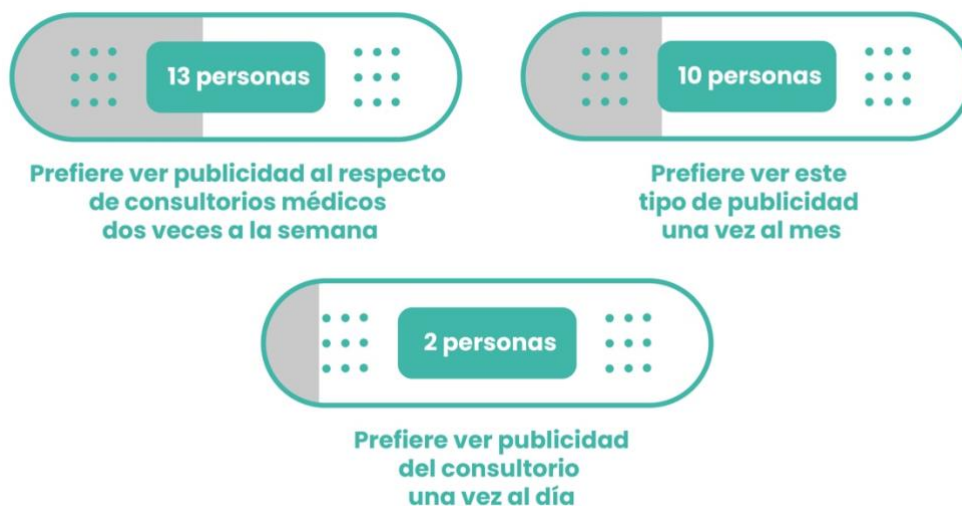 13 personas
Prefiere ver publicidad al respecto
de consultorios médicos
dos veces a la semana
10 personas
Prefiere ver este
tipo de publicidad
una vez al mes
2 personas
Prefiere ver publicidad
del consultorio
una vez al día